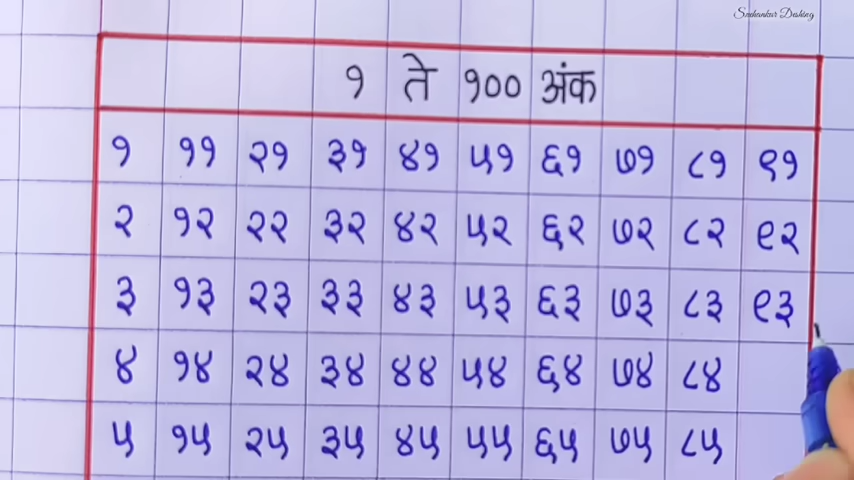 Snehankur Deshing
१ ते १०० अंक
१ ११ २१ ३१ ४१ ५१ ६१ ७१ ८१ ९१
२ १२ २२ ३२ ४२ ५२ ६२ ७२ ८२ ९२
३ १३ २३ ३३ ४३ ५३ ६३ ७३ ८३ ९३
४ १४ २४ ३४ ४४ ५४ ६४ ७४ ८४
५ १५ २५ ३५ ४५ ५५ ६५ ७५ ८५